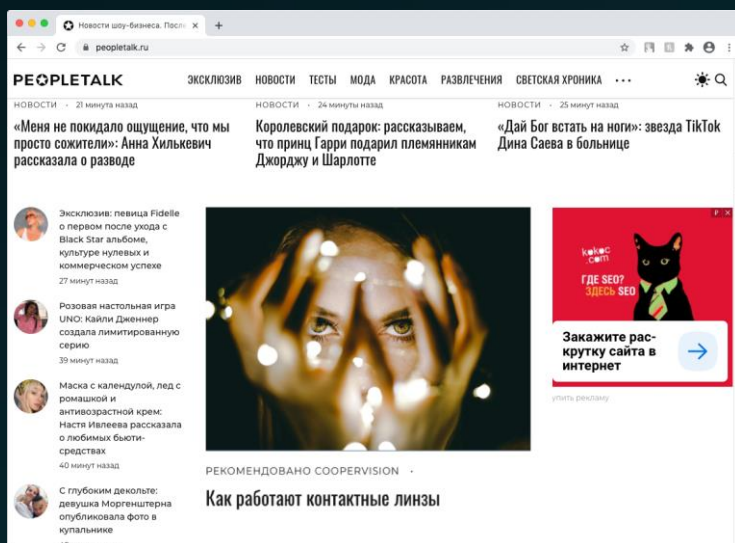 Новости шоу-бизнеса. После
peopletalk.ru
PEOPLETALK
ЭКСКЛЮЗИВ НОВОСТИ ТЕСТЫ МОДА КРАСОТА РАЗВЛЕЧЕНИЯ СВЕТСКАЯ ХРОНИКА ...
НОВОСТИ · 21 минута назад
«Меня не покидало ощущение, что мы
просто сожители»: Анна Хилькевич
рассказала о разводе
НОВОСТИ · 24 минуты назад
Королевский подарок: рассказываем,
что принц Гарри подарил племянникам
Джорджу и Шарлотте
НОВОСТИ · 25 минут назад
«Дай Бог встать на ноги»: звезда TikTok
Дина Саева в больнице
Эксклюзив: певица Fidelle
о первом после ухода с
Black Star альбоме,
культуре нулевых и
коммерческом успехе
27 минут назад
Розовая настольная игра
UNO: Кайли Дженнер
создала лимитированную
серию
39 минут назад
Маска с календулой, лед с
ромашкой и
антивозрастной крем:
Настя Ивлеева рассказала
о любимых бьюти-
средствах
40 минут назад
С глубоким декольте:
девушка Моргенштерна
опубликовала фото в
купальнике
РЕКОМЕНДОВАНО COOPERVISION ·
Как работают контактные линзы
kokoc
.com
ГДЕ SEO?
ЗДЕСЬ SEO
Закажите рас-
крутку сайта в
интернет
упить рекламу